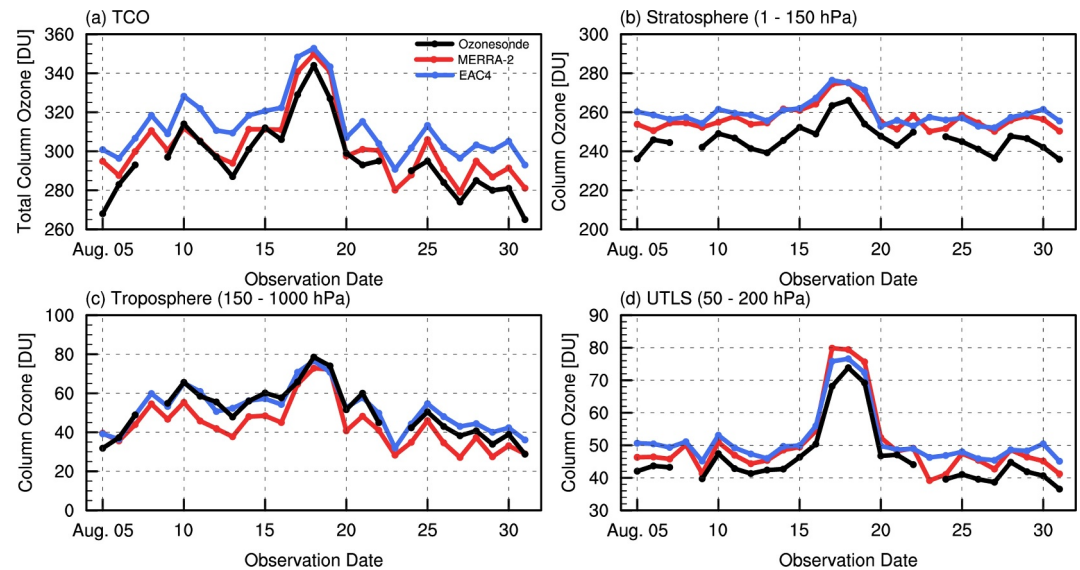 (a) TCO
Total Column Ozone [DU]
360
340
320
300
280
260
Ozonesonde
MERRA-2
EAC4
Aug. 05 10 15 20 25 30
Observation Date
(b) Stratosphere (1 - 150 hPa)
Column Ozone [DU]
300
280
260
240
220
200
Aug. 05 10 15 20 25 30
Observation Date
(c) Troposphere (150 - 1000 hPa)
Column Ozone [DU]
100
80
60
40
20
0
Aug. 05 10 15 20 25 30
Observation Date
(d) UTLS (50 - 200 hPa)
Column Ozone [DU]
90
80
70
60
50
40
30
Aug. 05 10 15 20 25 30
Observation Date